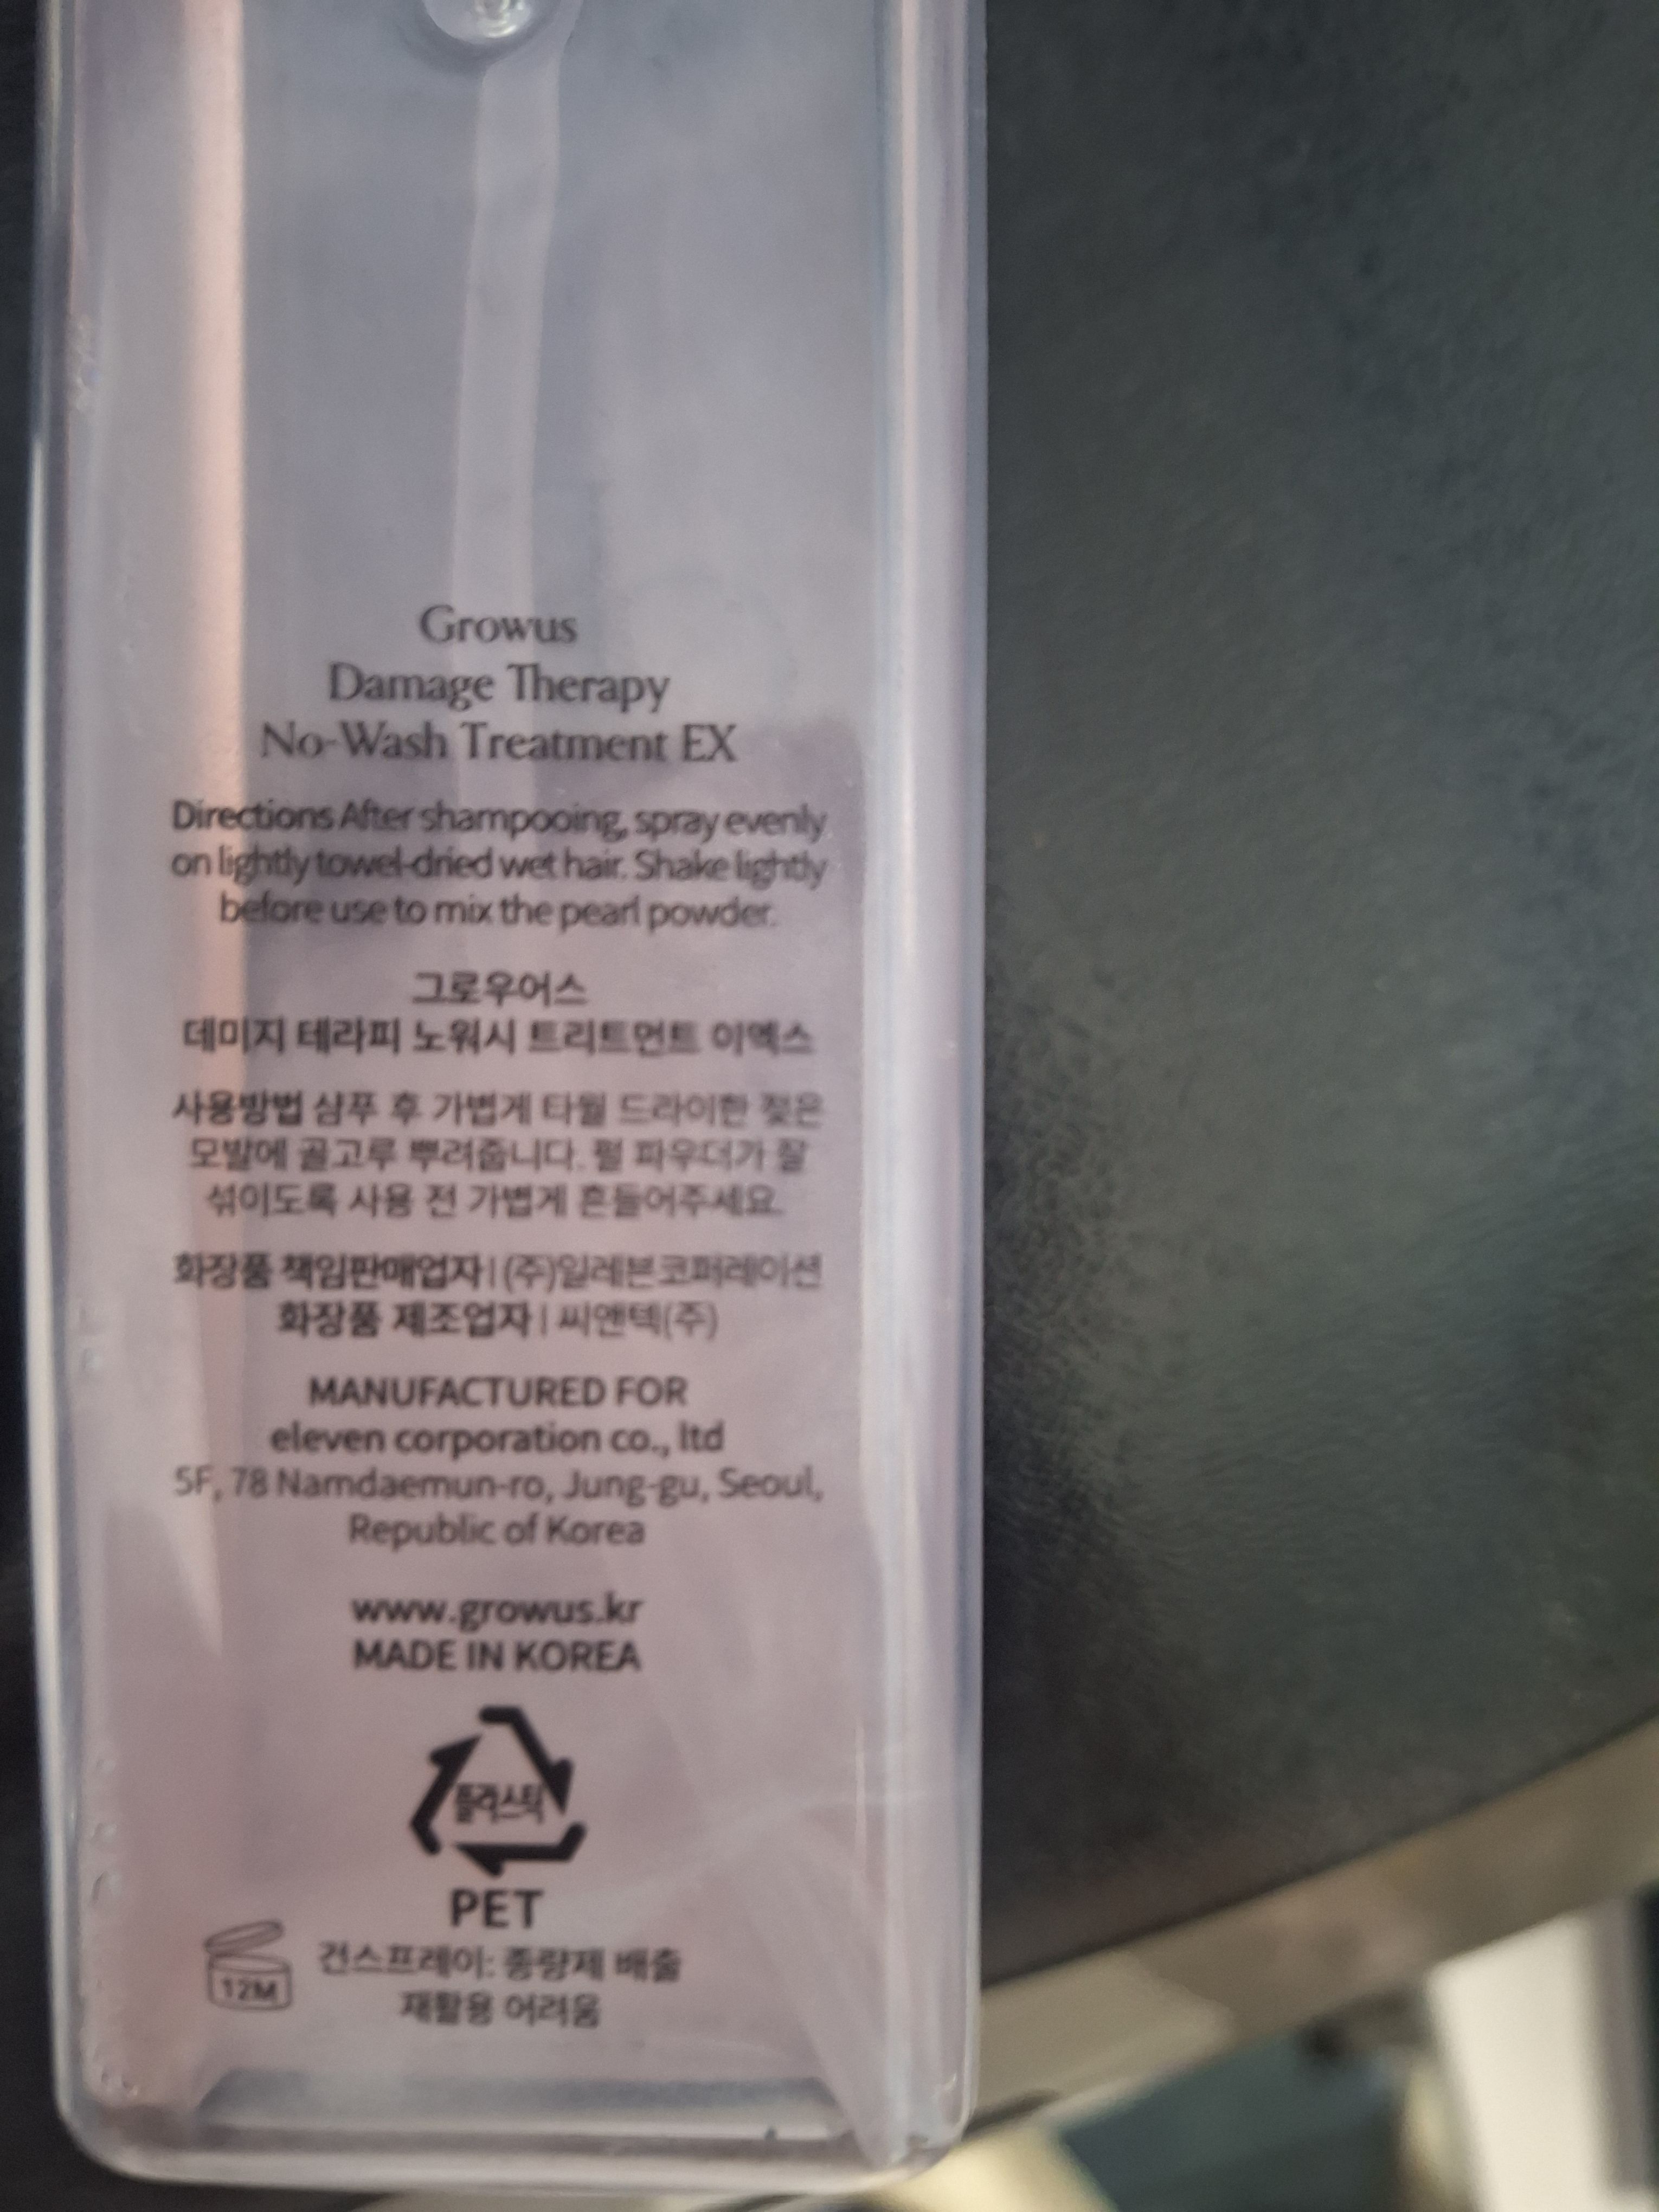 Growus
Damage Therapy
No-Wash Treatment EX
Directions After shampooing, spray evenly
on lightly towel-dried wet hair. Shake lightly
before use to mix the pearl powder.
그로우어스
데미지 테라피 노워시 트리트먼트 이엑스
사용방법 샴푸 후 가볍게 타월 드라이한 젖은
모발에 골고루 뿌려줍니다. 펄 파우더가 잘
섞이도록 사용 전 가볍게 흔들어주세요.
화장품 책임판매업자 | (주)일레븐코퍼레이션
화장품 제조업자 | 씨앤텍(주)
MANUFACTURED FOR
eleven corporation co., ltd
5F, 78 Namdaemun-ro, Jung-gu, Seoul,
Republic of Korea
www.growus.kr
MADE IN KOREA
플라스틱
PET
12M
건스프레이: 종량제 배출
재활용 어려움